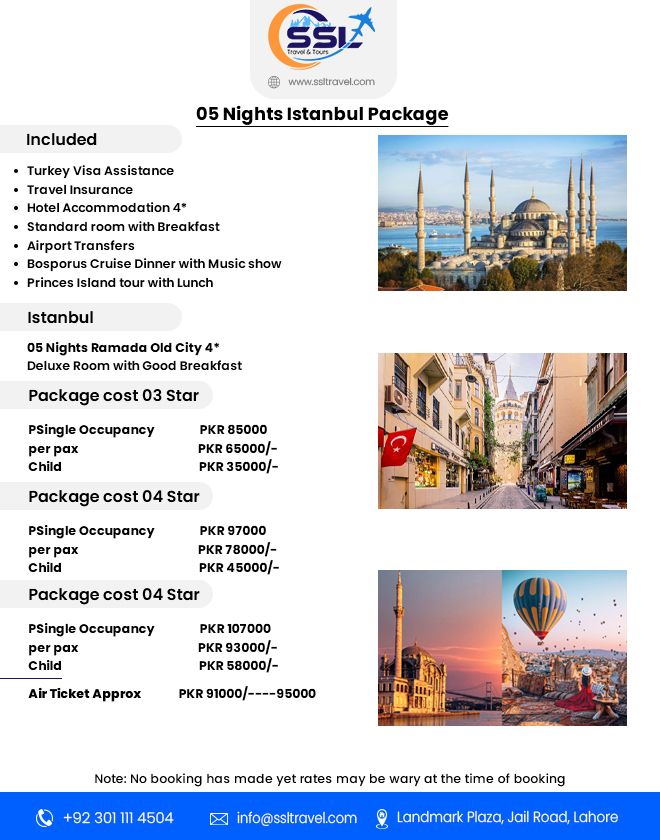 SSL
Travel & Tours
www.ssltravel.com
05 Nights Istanbul Package
Included
• Turkey Visa Assistance
• Travel Insurance
• Hotel Accommodation 4*
• Standard room with Breakfast
• Airport Transfers
• Bosporus Cruise Dinner with Music show
• Princes Island tour with Lunch
Istanbul
05 Nights Ramada Old City 4*
Deluxe Room with Good Breakfast
Package cost 03 Star
PSingle Occupancy PKR 85000
per pax PKR 65000/-
Child PKR 35000/-
Package cost 04 Star
PSingle Occupancy PKR 97000
per pax PKR 78000/-
Child PKR 45000/-
Package cost 04 Star
PSingle Occupancy PKR 107000
per pax PKR 93000/-
Child PKR 58000/-
Air Ticket Approx PKR 91000/----95000
Note: No booking has made yet rates may be wary at the time of booking
+92 301 111 4504 info@ssltravel.com Landmark Plaza, Jail Road, Lahore